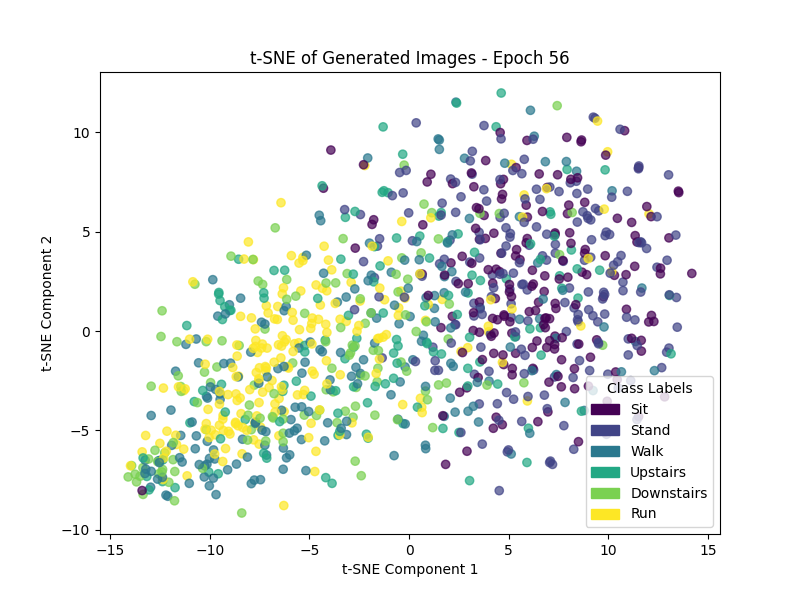 t-SNE of Generated Images - Epoch 56
10
5
0
−5
−10
t-SNE Component 2
−15
−10
−5
0
5
10
15
t-SNE Component 1
Class Labels
Sit
Stand
Walk
Upstairs
Downstairs
Run